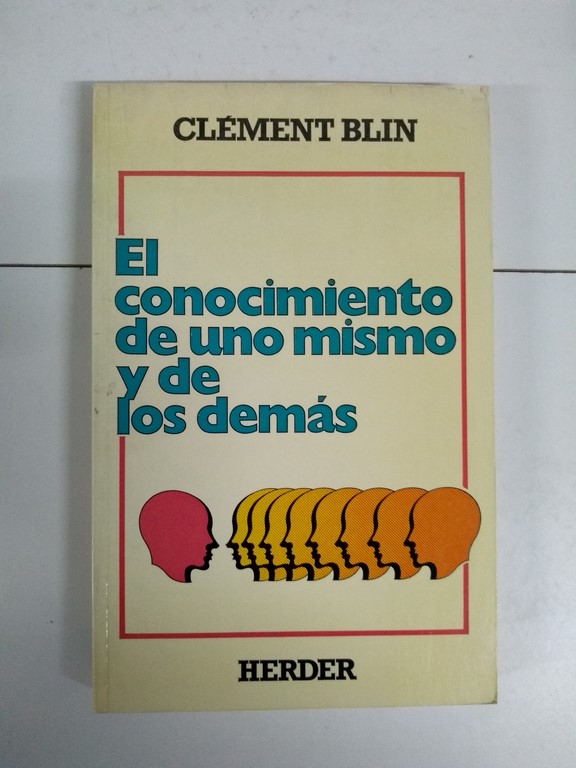 CLÉMENT BLIN
El
conocimiento
de uno mismo
y de
los demás
HERDER